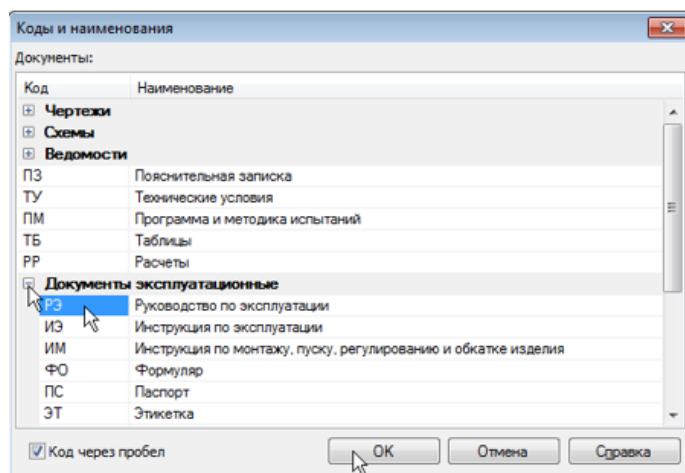 Коды и наименования
Документы:
Код Наименование
Чертежи
Схемы
Ведомости
ПЗ Пояснительная записка
ТУ Технические условия
ПМ Программа и методика испытаний
ТБ Таблицы
РР Расчеты
Документы эксплуатационные
РЭ Руководство по эксплуатации
ИЭ Инструкция по эксплуатации
ИМ Инструкция по монтажу, пуску, регулированию и обкатке изделия
ФО Формуляр
ПС Паспорт
ЭТ Этикетка
Код через пробел OK Отмена Справка